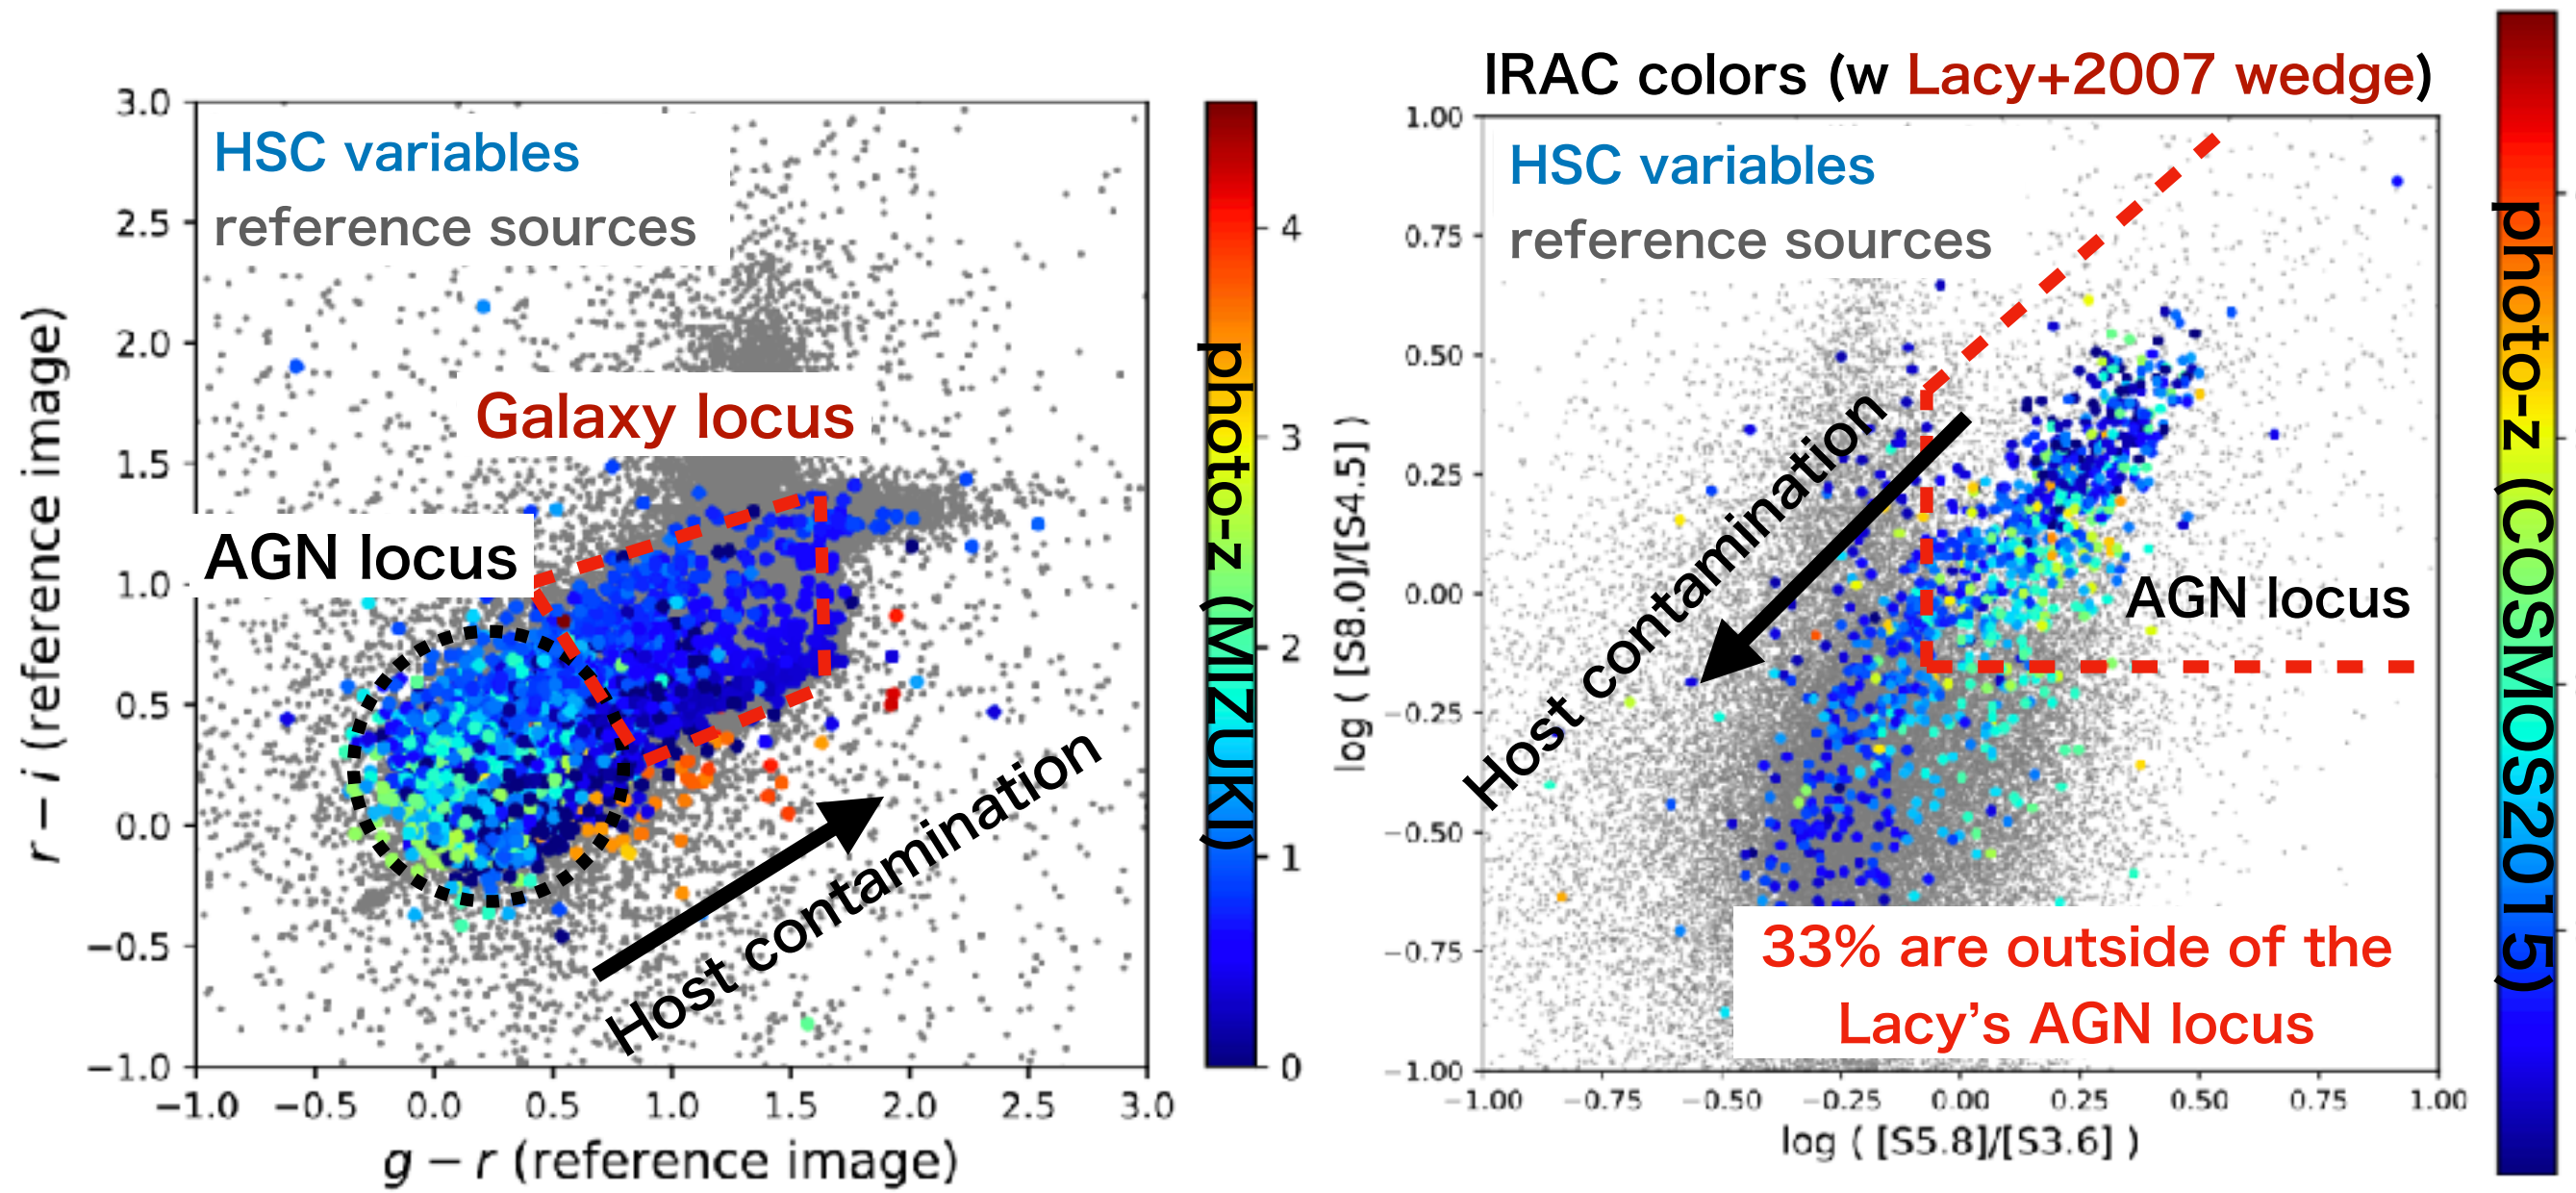 HSC variables
reference sources
Galaxy locus
AGN locus
Host contamination
3.0
2.5
2.0
1.5
1.0
0.5
0.0
−0.5
−1.0
−1.0 −0.5 0.0 0.5 1.0 1.5 2.0 2.5 3.0
g − r (reference image)
r − i (reference image)
4
3
2
1
0
photo-z (MIZUKI)
IRAC colors (w Lacy+2007 wedge)
HSC variables
reference sources
Host contamination
AGN locus
33% are outside of the
Lacy's AGN locus
1.00
0.75
0.50
0.25
0.00
−0.25
−0.50
−0.75
−1.00
−1.00 −0.75 −0.50 −0.25 0.00 0.25 0.50 0.75 1.00
log ( [S5.8]/[S3.6] )
log ( [S8.0]/[S4.5] )
photo-z (COSMOS2015)